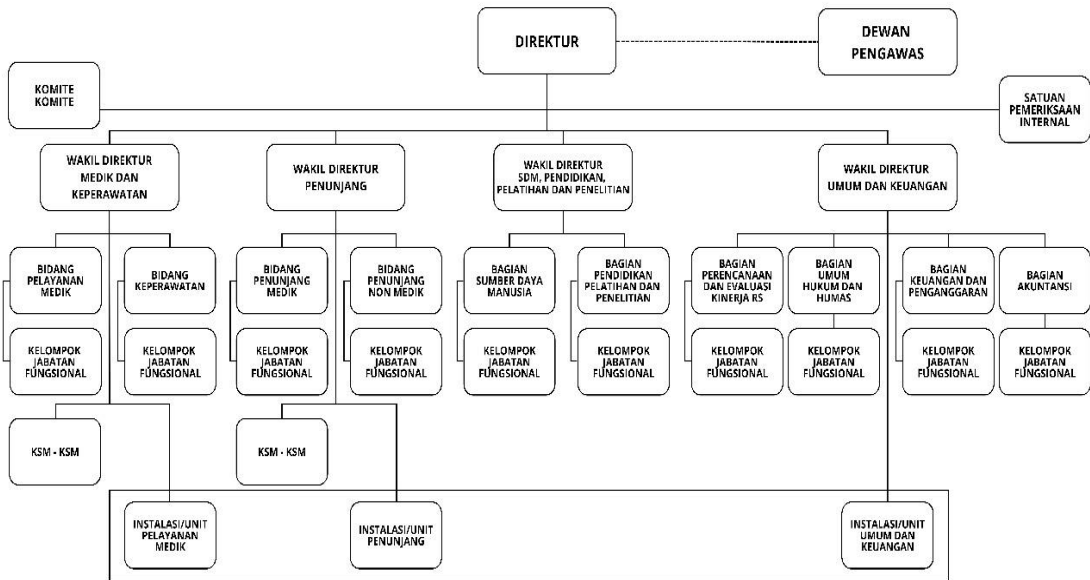 DIREKTUR
DEWAN
PENGAWAS
KOMITE
KOMITE
SATUAN
PEMERIKSAAN
INTERNAL
WAKIL DIREKTUR
MEDIK DAN
KEPERAWATAN
WAKIL DIREKTUR
PENUNJANG
WAKIL DIREKTUR
SDM, PENDIDIKAN,
PELATIHAN DAN PENELITIAN
WAKIL DIREKTUR
UMUM DAN KEUANGAN
BIDANG
PELAYANAN
MEDIK
BIDANG
KEPERAWATAN
BIDANG
PENUNJANG
MEDIK
BIDANG
PENUNJANG
NON MEDIK
BAGIAN
SUMBER DAYA
MANUSIA
BAGIAN
PENDIDIKAN
PELATIHAN DAN
PENELITIAN
BAGIAN
PERENCANAAN
DAN EVALUASI
KINERJA RS
BAGIAN
UMUM
HUKUM DAN
HUMAS
BAGIAN
KEUANGAN DAN
PENGANGGARAN
BAGIAN
AKUNTANSI
KELOMPOK
JABATAN
FUNGSIONAL
KELOMPOK
JABATAN
FUNGSIONAL
KELOMPOK
JABATAN
FUNGSIONAL
KELOMPOK
JABATAN
FUNGSIONAL
KELOMPOK
JABATAN
FUNGSIONAL
KELOMPOK
JABATAN
FUNGSIONAL
KELOMPOK
JABATAN
FUNGSIONAL
KELOMPOK
JABATAN
FUNGSIONAL
KELOMPOK
JABATAN
FUNGSIONAL
KELOMPOK
JABATAN
FUNGSIONAL
KSM - KSM
KSM - KSM
INSTALASI/UNIT
PELAYANAN
MEDIK
INSTALASI/UNIT
PENUNJANG
INSTALASI/UNIT
UMUM DAN
KEUANGAN